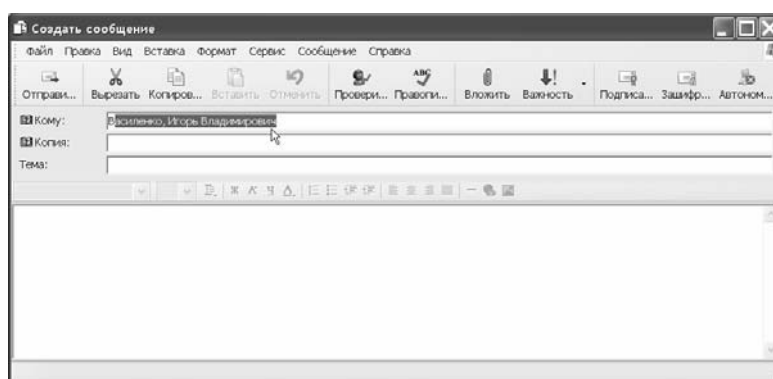 Создать сообщение
Файл Правка Вид Вставка Формат Сервис Сообщение Справка
Отправи... Вырезать Копиров... Вставить Отменить Провери... Правопи... Вложить Важность Подписа... Зашифр... Автоном...
Кому: Василенко, Игорь Владимирович
Копия:
Тема:
Ж К Ч